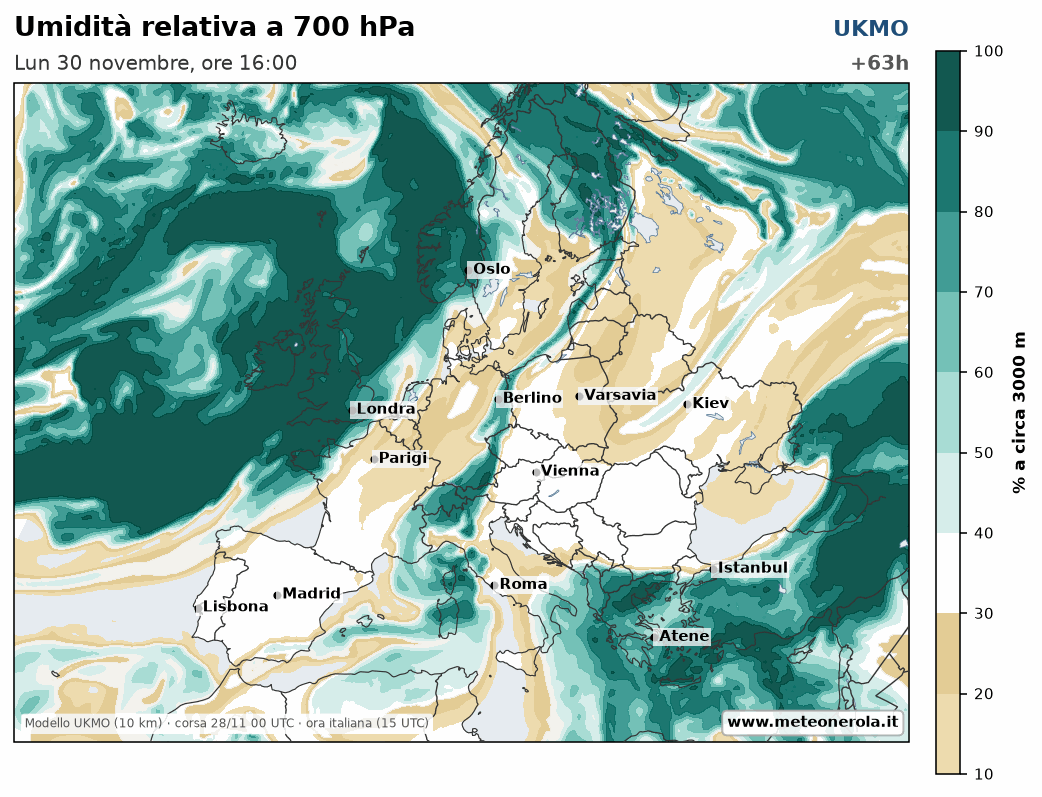 Umidità relativa a 700 hPa
UKMO
Lun 30 novembre, ore 16:00
+63h
100
90
80
70
60
50
40
30
20
10
% a circa 3000 m
Oslo
Londra
Berlino
Varsavia
Kiev
Parigi
Vienna
Istanbul
Roma
Madrid
Lisbona
Atene
Modello UKMO (10 km) · corsa 28/11 00 UTC · ora italiana (15 UTC)
www.meteonerola.it